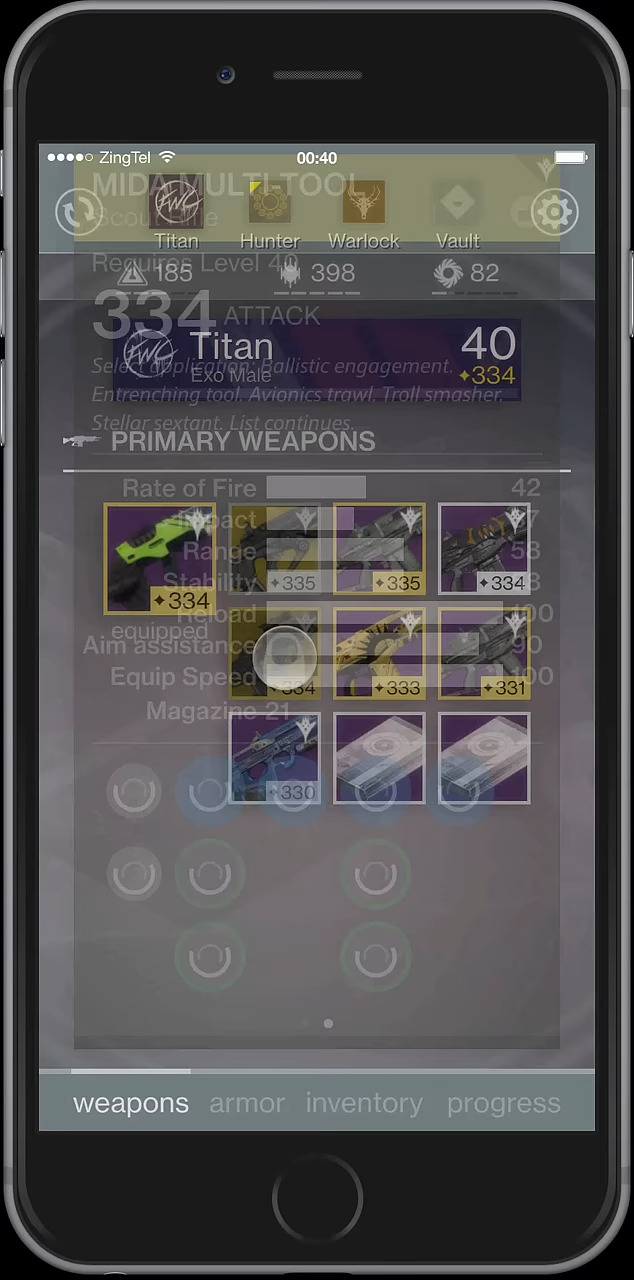 ZingTel 00:40
MIDA MULTI-TOOL
Scout Rifle
Titan Hunter Warlock Vault
Requires Level 40
185 398 82
334 ATTACK
FWC Titan 40
Exo Male 334
Select application: Ballistic engagement.
Entrenching tool. Avionics trawl. Troll smasher.
Stellar sextant. List continues.
PRIMARY WEAPONS
Rate of Fire 42
Impact
Range 58
Stability
335 335 334
334
Reload 100
equipped
Aim assistance 90
Equip Speed 100
334 333 331
Magazine 21
330
weapons armor inventory progress